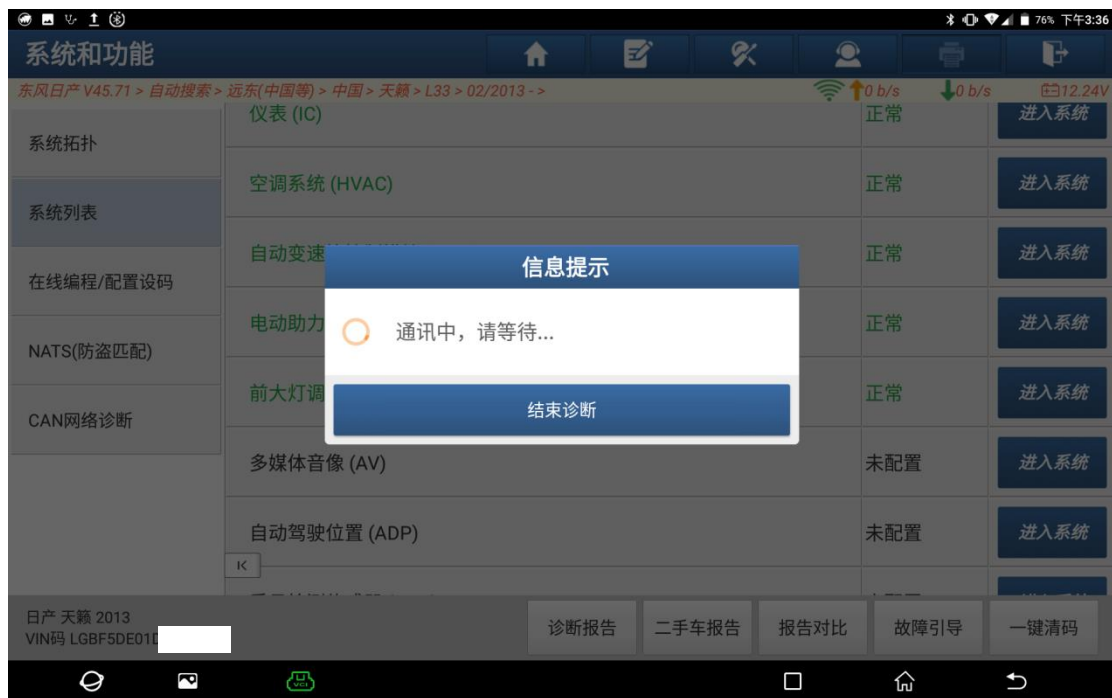 76% 下午3:36
系统和功能
东风日产 V45.71 > 自动搜索 > 远东(中国等) > 中国 > 天籁 > L33 > 02/2013 - >
0 b/s
0 b/s
12.24V
系统拓扑
系统列表
在线编程/配置设码
NATS(防盗匹配)
CAN网络诊断
仪表 (IC) 正常 进入系统
空调系统 (HVAC) 正常 进入系统
自动变速 正常 进入系统
电动助力 正常 进入系统
前大灯调 正常 进入系统
多媒体音像 (AV) 未配置 进入系统
自动驾驶位置 (ADP) 未配置 进入系统
信息提示
通讯中，请等待...
结束诊断
日产 天籁 2013
VIN码 LGBF5DE01
诊断报告 二手车报告 报告对比 故障引导 一键清码
VCI